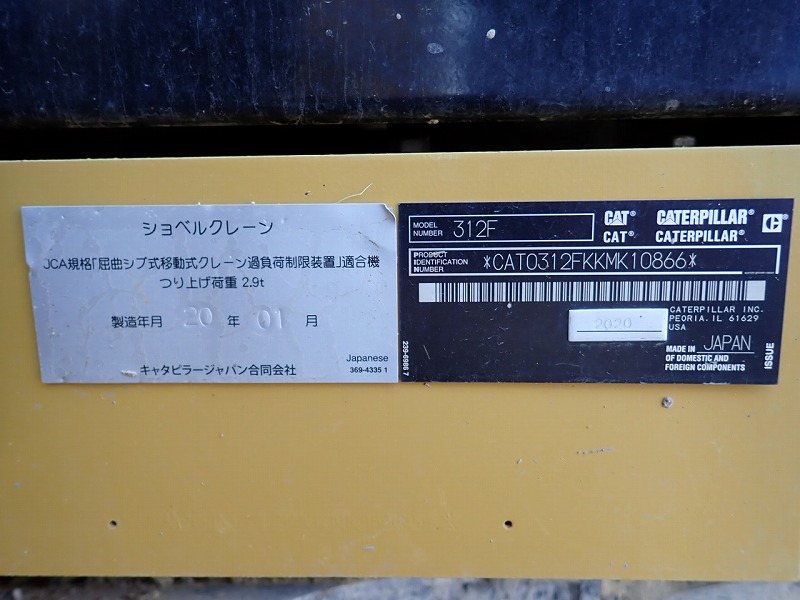 ショベルクレーン
JCA規格「屈曲ジブ式移動式クレーン過負荷制限装置」適合機
つり上げ荷重 2.9t
製造年月 20 年 01 月
キャタピラージャパン合同会社
Japanese
369-4335 1
MODEL NUMBER 312F
CAT® CATERPILLAR®
CAT® CATERPILLAR®
PRODUCT IDENTIFICATION NUMBER *CAT0312FKKMK10866*
2020
CATERPILLAR INC.
PEORIA. IL 61629
USA
MADE IN JAPAN
OF DOMESTIC AND
FOREIGN COMPONENTS
ISSUE
239-6986 7